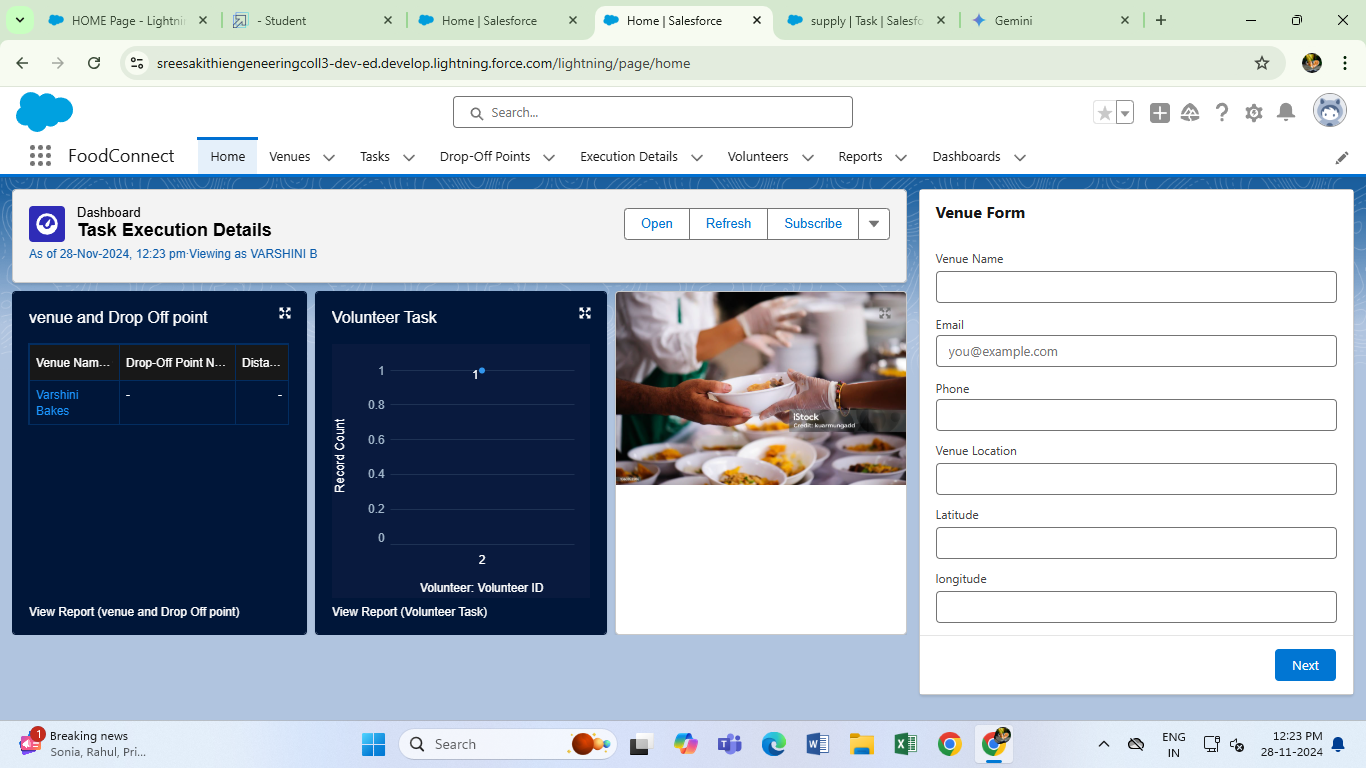 HOME Page - Lightni
- Student
Home | Salesforce
Home | Salesforce
supply | Task | Salesfo
Gemini
sreesakithiengeneeringcoll3-dev-ed.develop.lightning.force.com/lightning/page/home
Search...
FoodConnect
Home
Venues
Tasks
Drop-Off Points
Execution Details
Volunteers
Reports
Dashboards
Dashboard
Task Execution Details
As of 28-Nov-2024, 12:23 pm·Viewing as VARSHINI B
Open
Refresh
Subscribe
venue and Drop Off point
Venue Nam...
Drop-Off Point N...
Dista...
Varshini
Bakes
-
-
View Report (venue and Drop Off point)
Volunteer Task
1
0.8
0.6
0.4
0.2
0
Record Count
1
2
Volunteer: Volunteer ID
View Report (Volunteer Task)
iStock
Credit: kuarmungadd
Venue Form
Venue Name
Email
you@example.com
Phone
Venue Location
Latitude
longitude
Next
1
Breaking news
Sonia, Rahul, Pri...
Search
ENG
IN
12:23 PM
28-11-2024